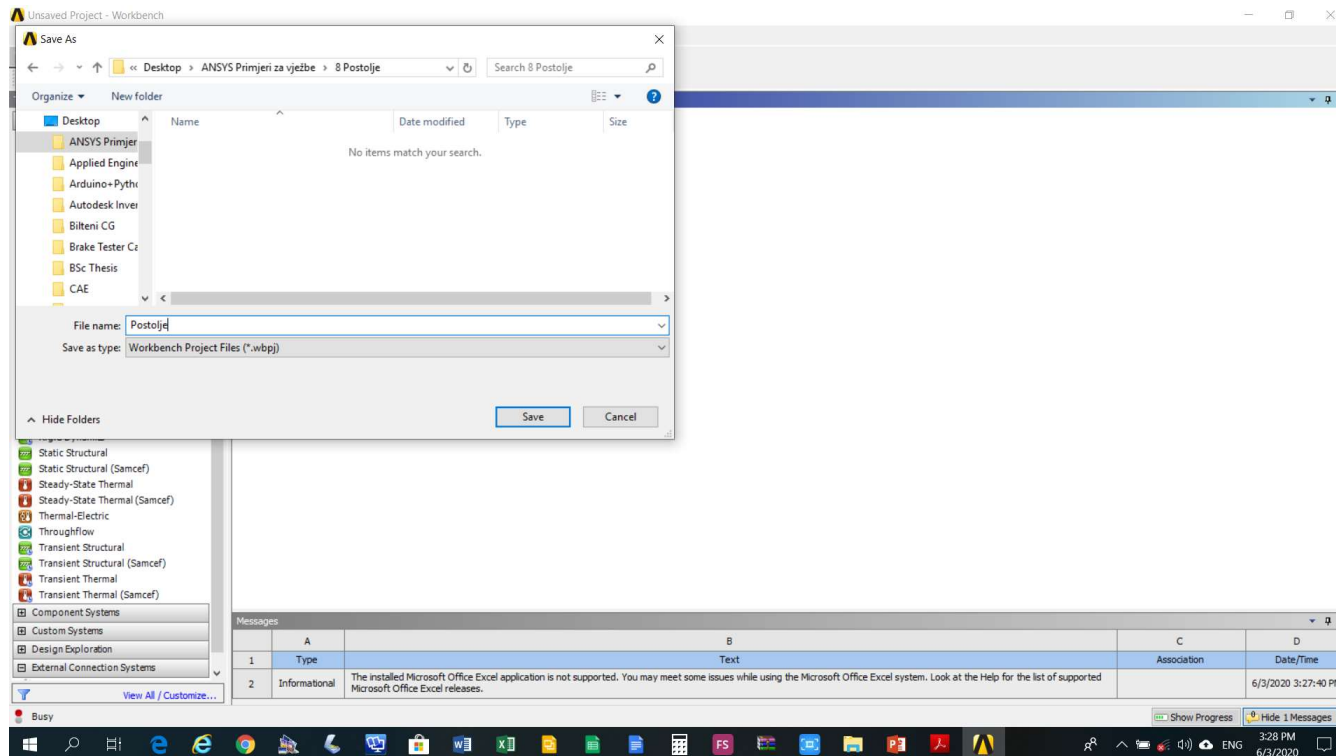 Unsaved Project - Workbench
Save As
« Desktop › ANSYS Primjeri za vježbe › 8 Postolje
Search 8 Postolje
Organize
New folder
Desktop
ANSYS Primjer
Applied Engine
Arduino+Pytho
Autodesk Inver
Bilteni CG
Brake Tester Ca
BSc Thesis
CAE
Name
Date modified
Type
Size
No items match your search.
File name: Postolje
Save as type: Workbench Project Files (*.wbpj)
Hide Folders
Save
Cancel
Static Structural
Static Structural (Samcef)
Steady-State Thermal
Steady-State Thermal (Samcef)
Thermal-Electric
Throughflow
Transient Structural
Transient Structural (Samcef)
Transient Thermal
Transient Thermal (Samcef)
Component Systems
Custom Systems
Design Exploration
External Connection Systems
View All / Customize...
Messages
A B C D
1 Type Text Association Date/Time
2 Informational The installed Microsoft Office Excel application is not supported. You may meet some issues while using the Microsoft Office Excel system. Look at the Help for the list of supported
Microsoft Office Excel releases.
6/3/2020 3:27:40 PM
Busy
Show Progress
Hide 1 Messages
ENG
3:28 PM
6/3/2020